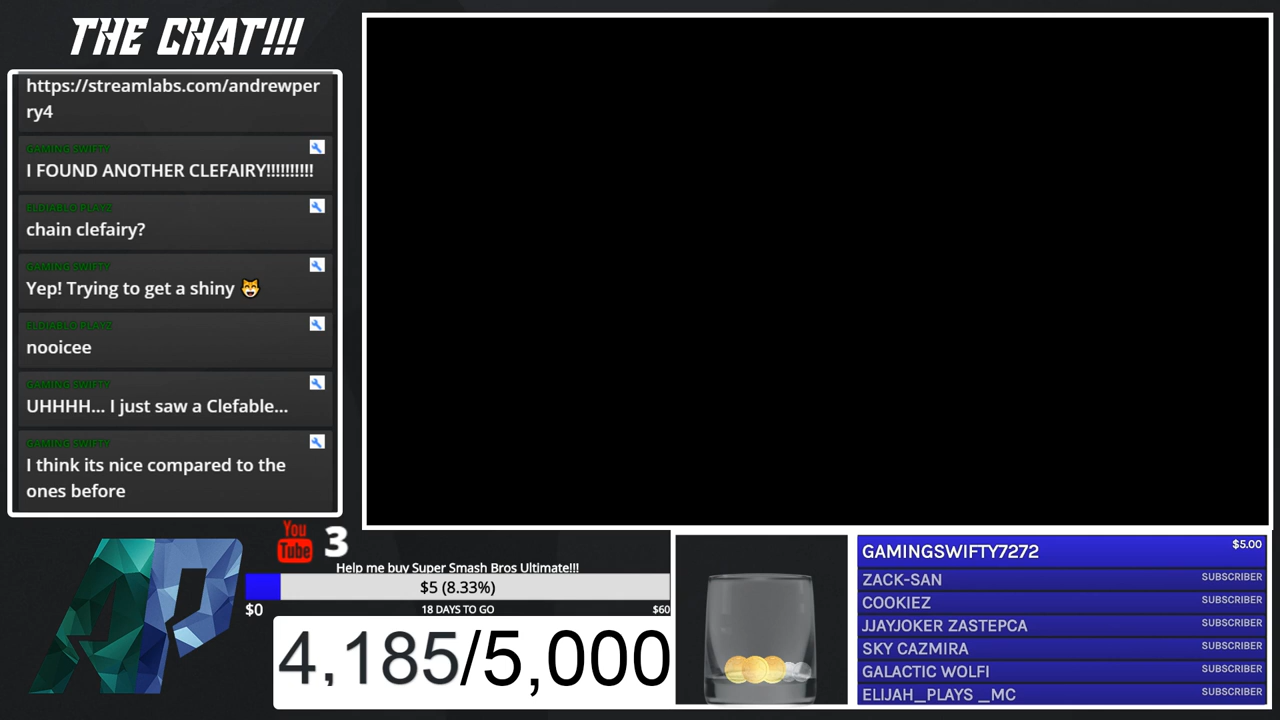 THE CHAT!!!
https://streamlabs.com/andrewper
ry4
GAMING SWIFTY
I FOUND ANOTHER CLEFAIRY!!!!!!!!!!
ELDIABLO PLAYZ
chain clefairy?
GAMING SWIFTY
Yep! Trying to get a shiny
ELDIABLO PLAYZ
nooicee
GAMING SWIFTY
UHHHH... I just saw a Clefable...
GAMING SWIFTY
I think its nice compared to the
ones before
AP
You
Tube
3
Help me buy Super Smash Bros Ultimate!!!
$5 (8.33%)
$0
18 DAYS TO GO
$60
4,185/5,000
GAMINGSWIFTY7272 $5.00
ZACK-SAN SUBSCRIBER
COOKIEZ SUBSCRIBER
JJAYJOKER ZASTEPCA SUBSCRIBER
SKY CAZMIRA SUBSCRIBER
GALACTIC WOLFI SUBSCRIBER
ELIJAH_PLAYS _MC SUBSCRIBER